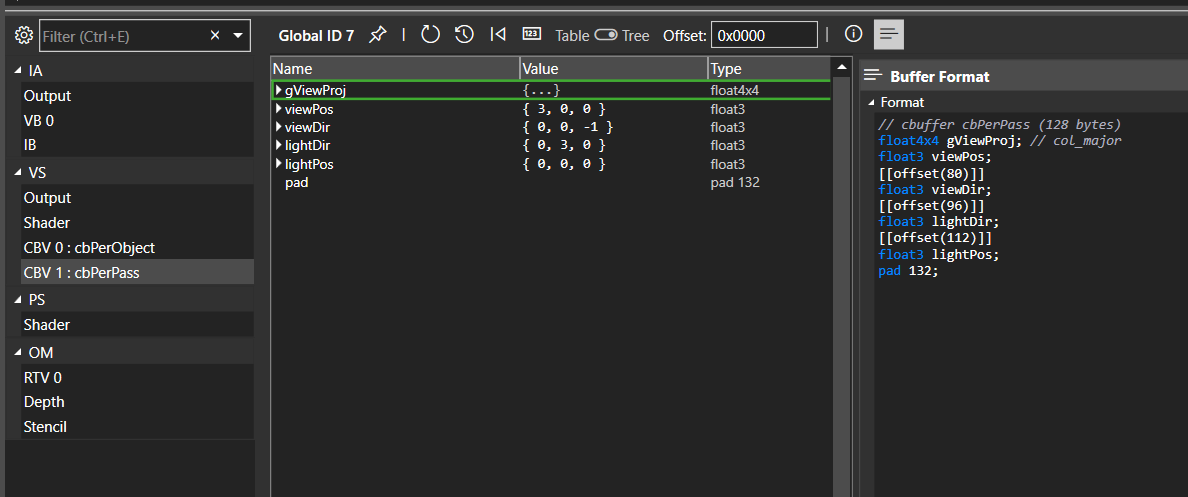 Filter (Ctrl+E)
IA
Output
VB 0
IB
VS
Output
Shader
CBV 0 : cbPerObject
CBV 1 : cbPerPass
PS
Shader
OM
RTV 0
Depth
Stencil
Global ID 7 | 123 Table Tree Offset: 0x0000 |
Name Value Type
gViewProj {...} float4x4
viewPos { 3, 0, 0 } float3
viewDir { 0, 0, -1 } float3
lightDir { 0, 3, 0 } float3
lightPos { 0, 0, 0 } float3
pad pad 132
Buffer Format
Format
// cbuffer cbPerPass (128 bytes)
float4x4 gViewProj; // col_major
float3 viewPos;
[[offset(80)]]
float3 viewDir;
[[offset(96)]]
float3 lightDir;
[[offset(112)]]
float3 lightPos;
pad 132;